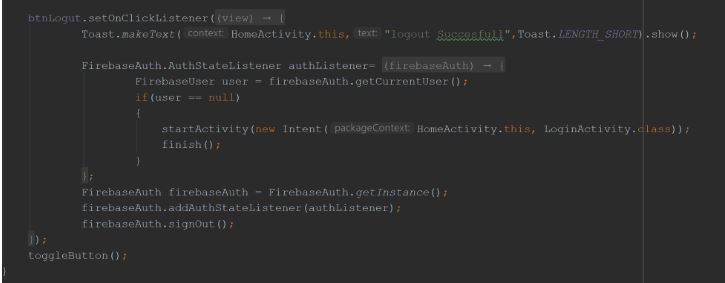 btnLogut.setOnClickListener((view) → {
Toast.makeText( context: HomeActivity.this, text: "logout Succesfull",Toast.LENGTH_SHORT).show();
FirebaseAuth.AuthStateListener authListener= (firebaseAuth) → {
FirebaseUser user = firebaseAuth.getCurrentUser();
if(user == null)
{
startActivity(new Intent( packageContext: HomeActivity.this, LoginActivity.class));
finish();
}
};
FirebaseAuth firebaseAuth = FirebaseAuth.getInstance();
firebaseAuth.addAuthStateListener(authListener);
firebaseAuth.signOut();
});
toggleButton();
}